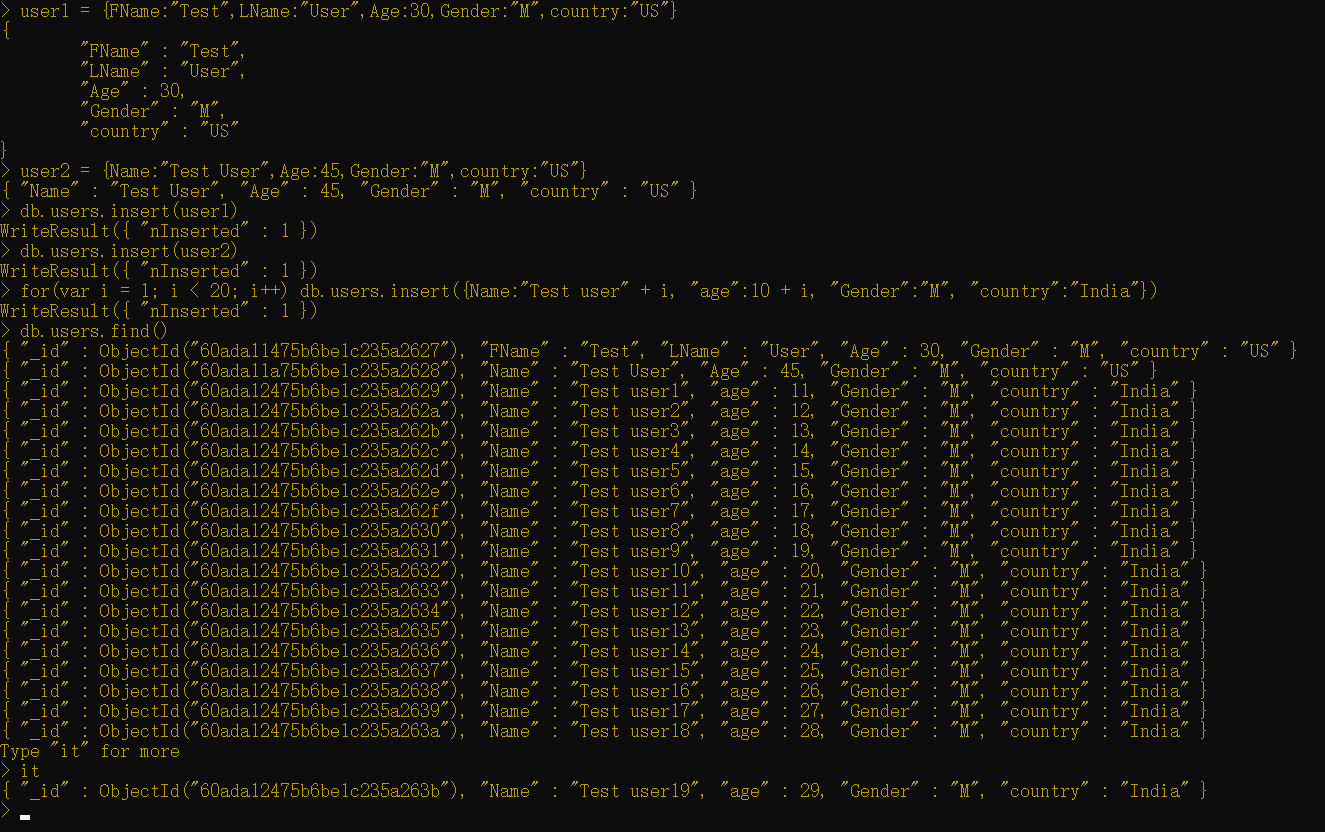 > user1 = {FName:"Test",LName:"User",Age:30,Gender:"M",country:"US"}
{
        "FName" : "Test",
        "LName" : "User",
        "Age" : 30,
        "Gender" : "M",
        "country" : "US"
}
> user2 = {Name:"Test User",Age:45,Gender:"M",country:"US"}
{ "Name" : "Test User", "Age" : 45, "Gender" : "M", "country" : "US" }
> db.users.insert(user1)
WriteResult({ "nInserted" : 1 })
> db.users.insert(user2)
WriteResult({ "nInserted" : 1 })
> for(var i = 1; i < 20; i++) db.users.insert({Name:"Test user" + i, "age":10 + i, "Gender":"M", "country":"India"})
WriteResult({ "nInserted" : 1 })
> db.users.find()
{ "_id" : ObjectId("60ada11475b6be1c235a2627"), "FName" : "Test", "LName" : "User", "Age" : 30, "Gender" : "M", "country" : "US" }
{ "_id" : ObjectId("60ada11a75b6be1c235a2628"), "Name" : "Test User", "Age" : 45, "Gender" : "M", "country" : "US" }
{ "_id" : ObjectId("60ada12475b6be1c235a2629"), "Name" : "Test user1", "age" : 11, "Gender" : "M", "country" : "India" }
{ "_id" : ObjectId("60ada12475b6be1c235a262a"), "Name" : "Test user2", "age" : 12, "Gender" : "M", "country" : "India" }
{ "_id" : ObjectId("60ada12475b6be1c235a262b"), "Name" : "Test user3", "age" : 13, "Gender" : "M", "country" : "India" }
{ "_id" : ObjectId("60ada12475b6be1c235a262c"), "Name" : "Test user4", "age" : 14, "Gender" : "M", "country" : "India" }
{ "_id" : ObjectId("60ada12475b6be1c235a262d"), "Name" : "Test user5", "age" : 15, "Gender" : "M", "country" : "India" }
{ "_id" : ObjectId("60ada12475b6be1c235a262e"), "Name" : "Test user6", "age" : 16, "Gender" : "M", "country" : "India" }
{ "_id" : ObjectId("60ada12475b6be1c235a262f"), "Name" : "Test user7", "age" : 17, "Gender" : "M", "country" : "India" }
{ "_id" : ObjectId("60ada12475b6be1c235a2630"), "Name" : "Test user8", "age" : 18, "Gender" : "M", "country" : "India" }
{ "_id" : ObjectId("60ada12475b6be1c235a2631"), "Name" : "Test user9", "age" : 19, "Gender" : "M", "country" : "India" }
{ "_id" : ObjectId("60ada12475b6be1c235a2632"), "Name" : "Test user10", "age" : 20, "Gender" : "M", "country" : "India" }
{ "_id" : ObjectId("60ada12475b6be1c235a2633"), "Name" : "Test user11", "age" : 21, "Gender" : "M", "country" : "India" }
{ "_id" : ObjectId("60ada12475b6be1c235a2634"), "Name" : "Test user12", "age" : 22, "Gender" : "M", "country" : "India" }
{ "_id" : ObjectId("60ada12475b6be1c235a2635"), "Name" : "Test user13", "age" : 23, "Gender" : "M", "country" : "India" }
{ "_id" : ObjectId("60ada12475b6be1c235a2636"), "Name" : "Test user14", "age" : 24, "Gender" : "M", "country" : "India" }
{ "_id" : ObjectId("60ada12475b6be1c235a2637"), "Name" : "Test user15", "age" : 25, "Gender" : "M", "country" : "India" }
{ "_id" : ObjectId("60ada12475b6be1c235a2638"), "Name" : "Test user16", "age" : 26, "Gender" : "M", "country" : "India" }
{ "_id" : ObjectId("60ada12475b6be1c235a2639"), "Name" : "Test user17", "age" : 27, "Gender" : "M", "country" : "India" }
{ "_id" : ObjectId("60ada12475b6be1c235a263a"), "Name" : "Test user18", "age" : 28, "Gender" : "M", "country" : "India" }
Type "it" for more
> it
{ "_id" : ObjectId("60ada12475b6be1c235a263b"), "Name" : "Test user19", "age" : 29, "Gender" : "M", "country" : "India" }
>